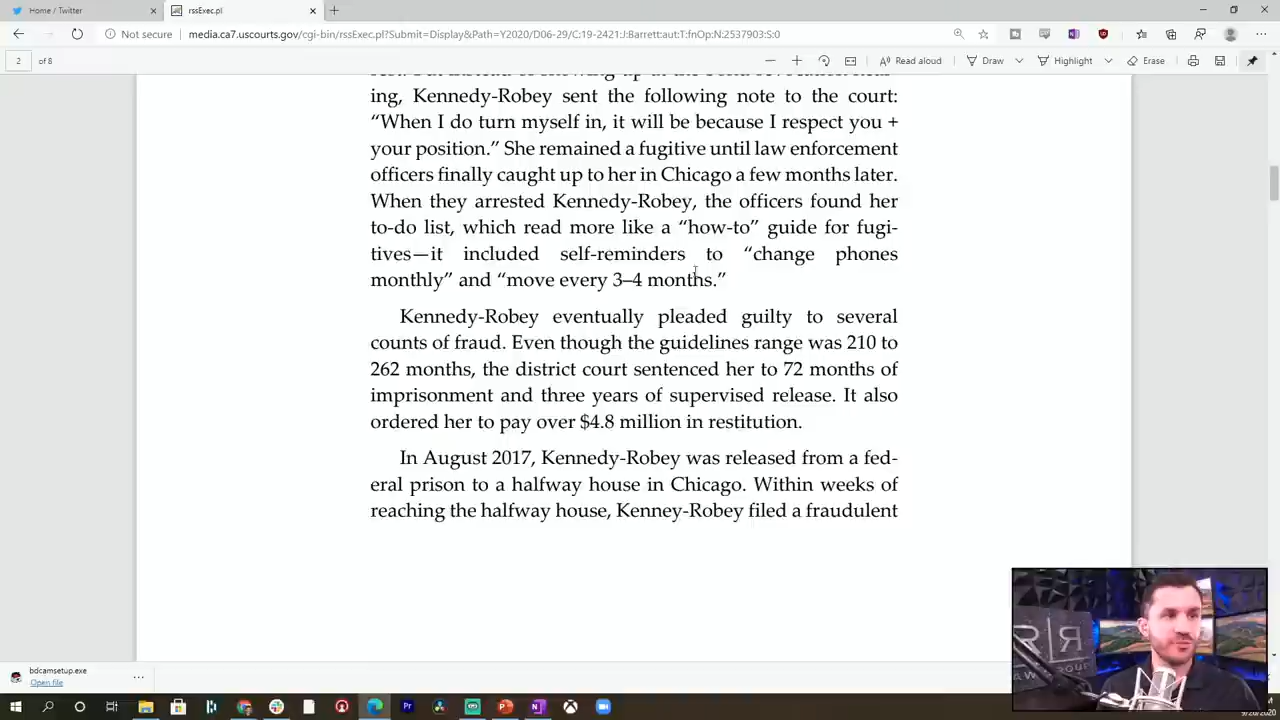 Home / Twitter
rssExec.pl
Not secure
media.ca7.uscourts.gov/cgi-bin/rssExec.pl?Submit=Display&Path=Y2020/D06-29/C:19-2421:J:Barrett:aut:T:fnOp:N:2537903:S:0
2 of 8
Read aloud
Draw
Highlight
Erase
ing, Kennedy-Robey sent the following note to the court:
“When I do turn myself in, it will be because I respect you +
your position.” She remained a fugitive until law enforcement
officers finally caught up to her in Chicago a few months later.
When they arrested Kennedy-Robey, the officers found her
to-do list, which read more like a “how-to” guide for fugi-
tives—it included self-reminders to “change phones
monthly” and “move every 3–4 months.”
Kennedy-Robey eventually pleaded guilty to several
counts of fraud. Even though the guidelines range was 210 to
262 months, the district court sentenced her to 72 months of
imprisonment and three years of supervised release. It also
ordered her to pay over $4.8 million in restitution.
In August 2017, Kennedy-Robey was released from a fed-
eral prison to a halfway house in Chicago. Within weeks of
reaching the halfway house, Kenney-Robey filed a fraudulent
R R
bdcamsetup.exe
Open file